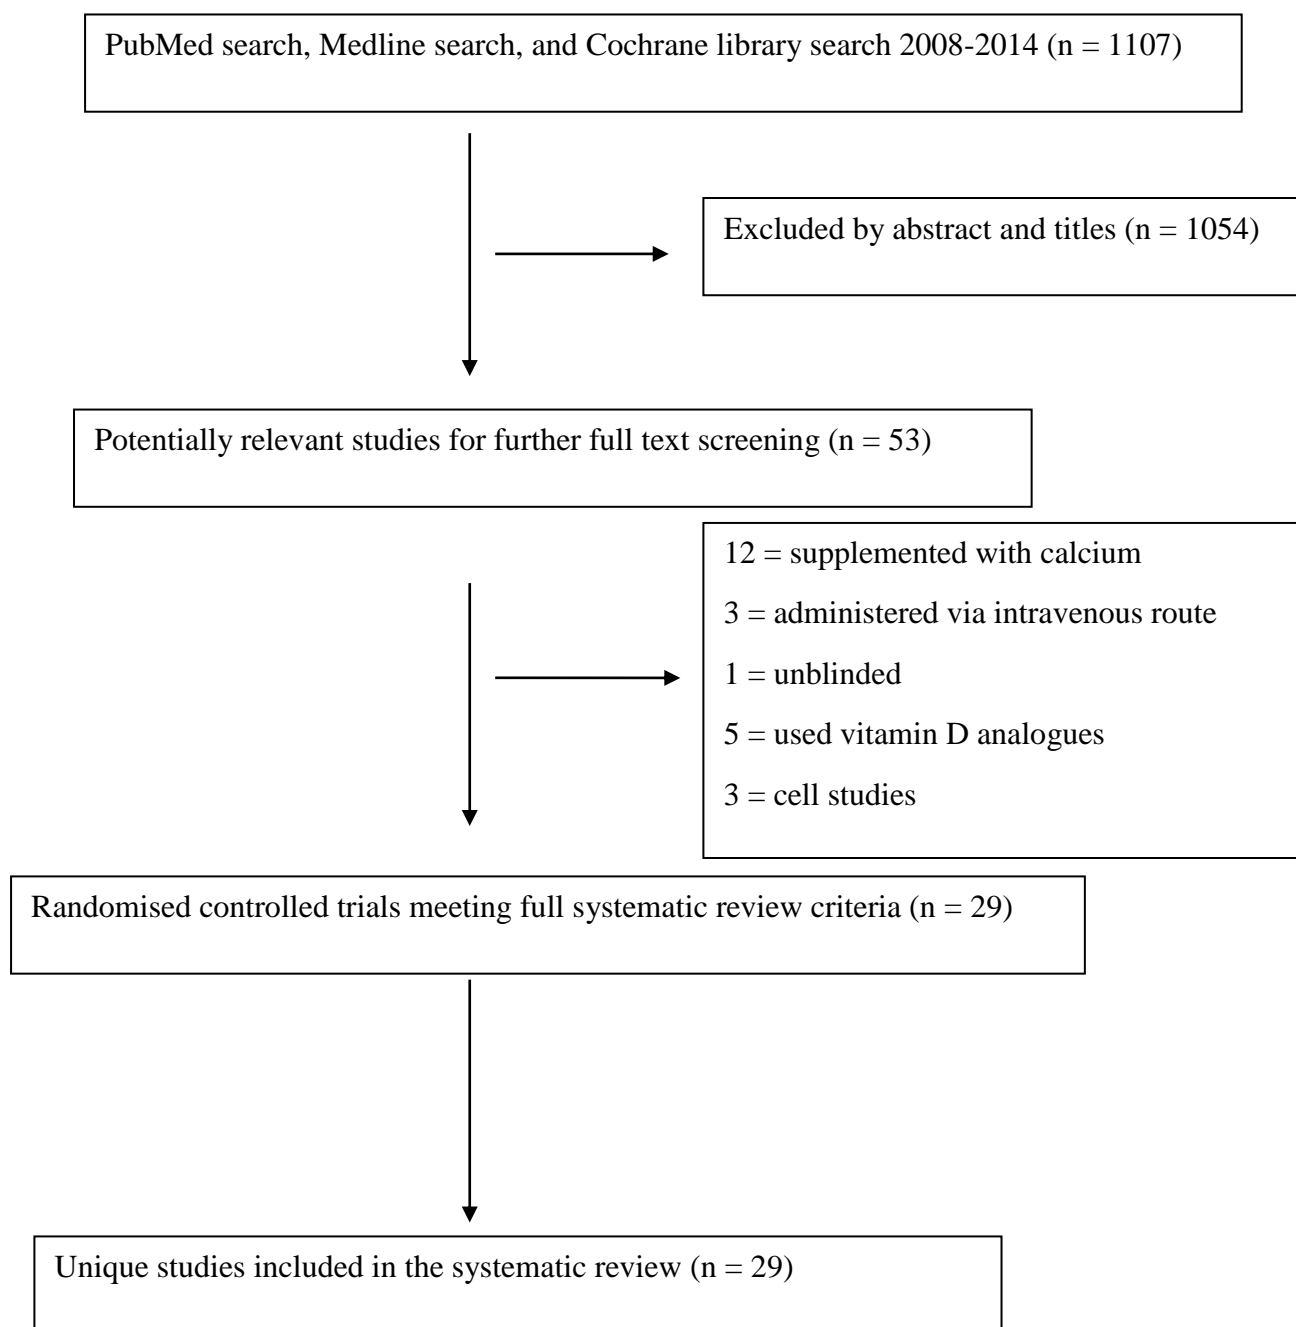 PubMed search, Medline search, and Cochrane library search 2008-2014 (n = 1107)
Excluded by abstract and titles (n = 1054)
Potentially relevant studies for further full text screening (n = 53)
12 = supplemented with calcium
3 = administered via intravenous route
1 = unblinded
5 = used vitamin D analogues
3 = cell studies
Randomised controlled trials meeting full systematic review criteria (n = 29)
Unique studies included in the systematic review (n = 29)